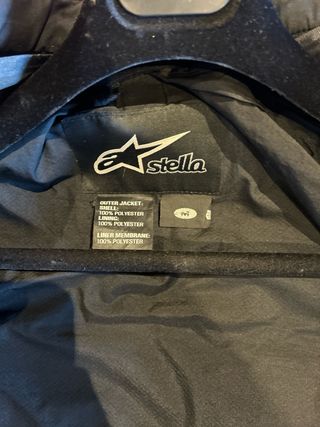 a stella
OUTER JACKET:
SHELL:
100% POLYESTER
LINING:
100% POLYESTER
LINER MEMBRANE:
100% POLYESTER
M